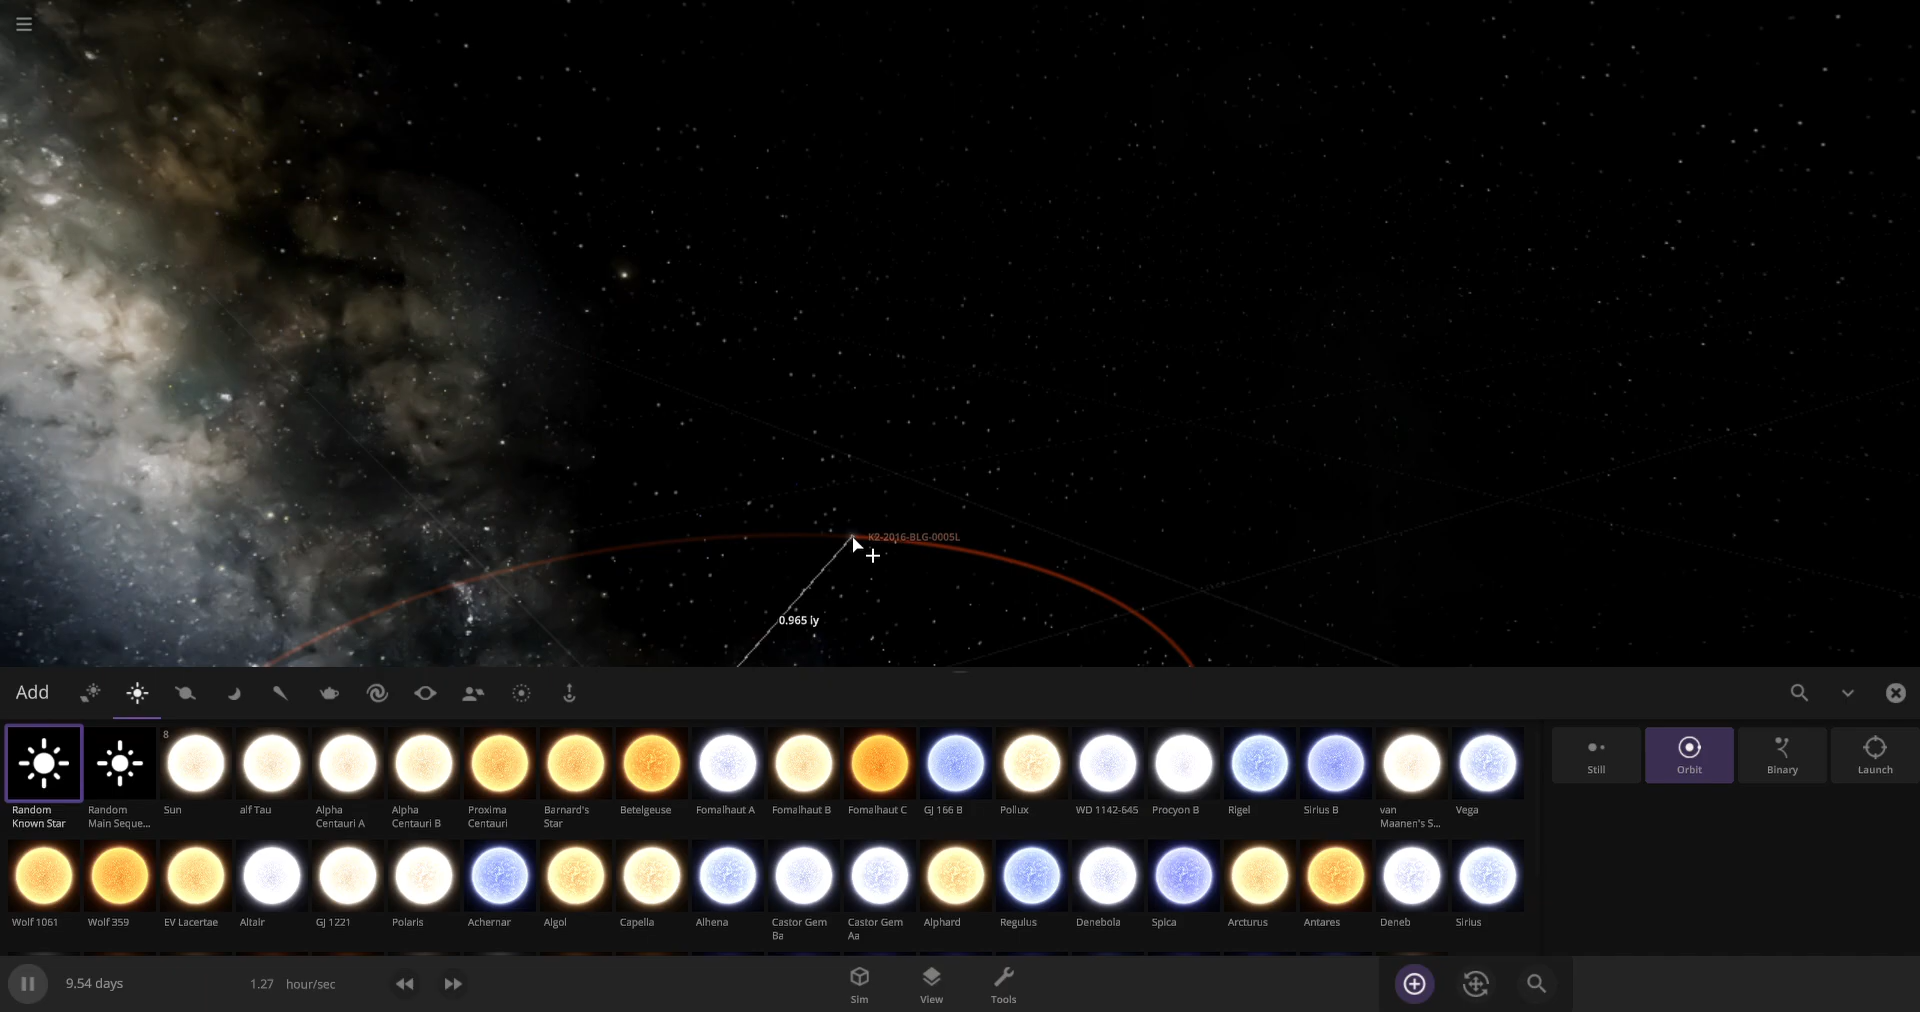 K2-2016-BLG-0005L
0.965 ly
Add
8
Random
Known Star
Random
Main Seque...
Sun
alf Tau
Alpha
Centauri A
Alpha
Centauri B
Proxima
Centauri
Barnard's
Star
Betelgeuse
Fomalhaut A
Fomalhaut B
Fomalhaut C
GJ 166 B
Pollux
WD 1142-645
Procyon B
Rigel
Sirius B
van
Maanen's S...
Vega
Still
Orbit
Binary
Launch
Wolf 1061
Wolf 359
EV Lacertae
Altair
GJ 1221
Polaris
Achernar
Algol
Capella
Alhena
Castor Gem
Ba
Castor Gem
Aa
Alphard
Regulus
Denebola
Spica
Arcturus
Antares
Deneb
Sirius
9.54 days
1.27 hour/sec
Sim
View
Tools